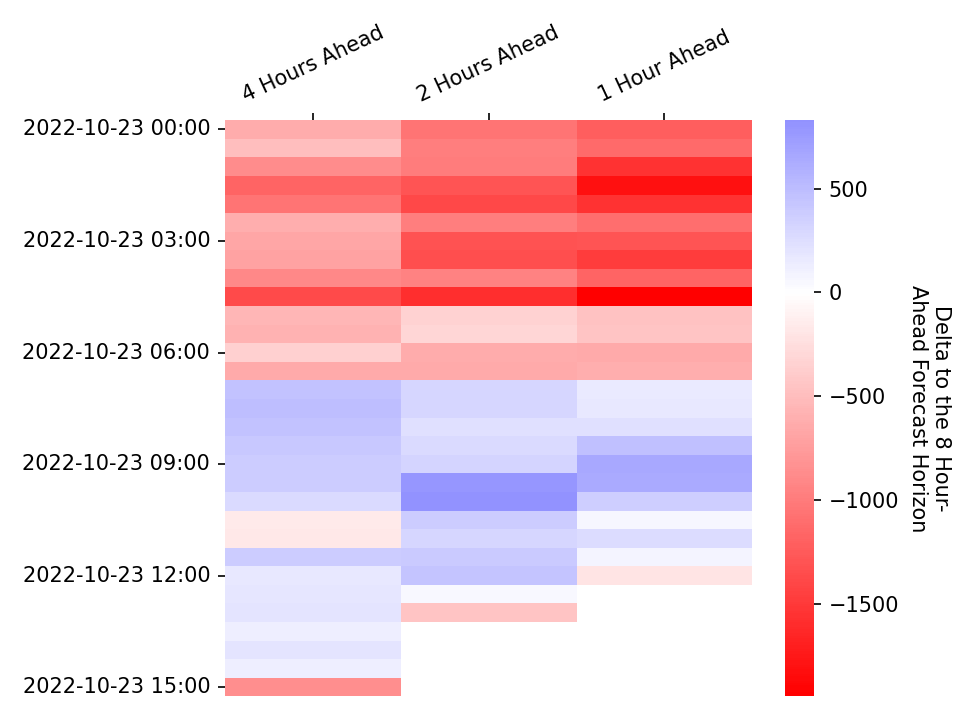 4 Hours Ahead
2 Hours Ahead
1 Hour Ahead
2022-10-23 00:00
2022-10-23 03:00
2022-10-23 06:00
2022-10-23 09:00
2022-10-23 12:00
2022-10-23 15:00
500
0
−500
−1000
−1500
Delta to the 8 Hour-
Ahead Forecast Horizon